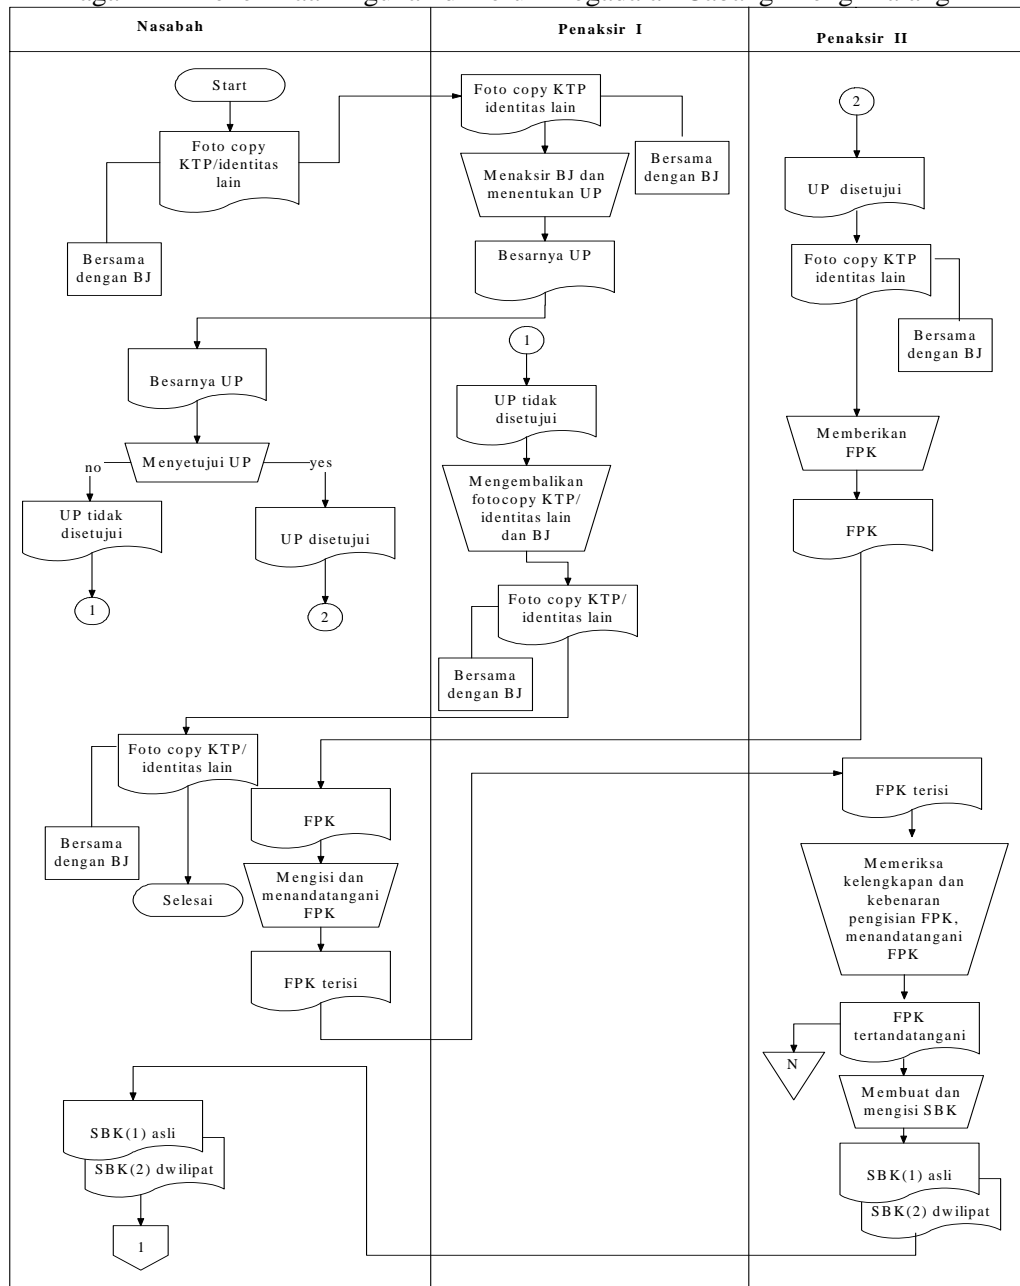 Nasabah
Penaksir I
Penaksir II
Start
Foto copy
KTP/identitas
lain
Bersama
dengan BJ
Foto copy KTP
identitas lain
Bersama
dengan BJ
Menaksir BJ dan
menentukan UP
Besarnya UP
2
UP disetujui
Foto copy KTP
identitas lain
Bersama
dengan BJ
Besarnya UP
Menyetujui UP
no
yes
UP tidak
disetujui
UP disetujui
1
2
1
UP tidak
disetujui
Mengembalikan
fotocopy KTP/
identitas lain
dan BJ
Foto copy KTP/
identitas lain
Bersama
dengan BJ
Memberikan
FPK
FPK
Foto copy KTP/
identitas lain
Bersama
dengan BJ
Selesai
FPK
Mengisi dan
menandatangani
FPK
FPK terisi
FPK terisi
Memeriksa
kelengkapan dan
kebenaran
pengisian FPK,
menandatangani
FPK
FPK
tertandatangani
N
Membuat dan
mengisi SBK
SBK(1) asli
SBK(2) dwilipat
SBK(1) asli
SBK(2) dwilipat
1